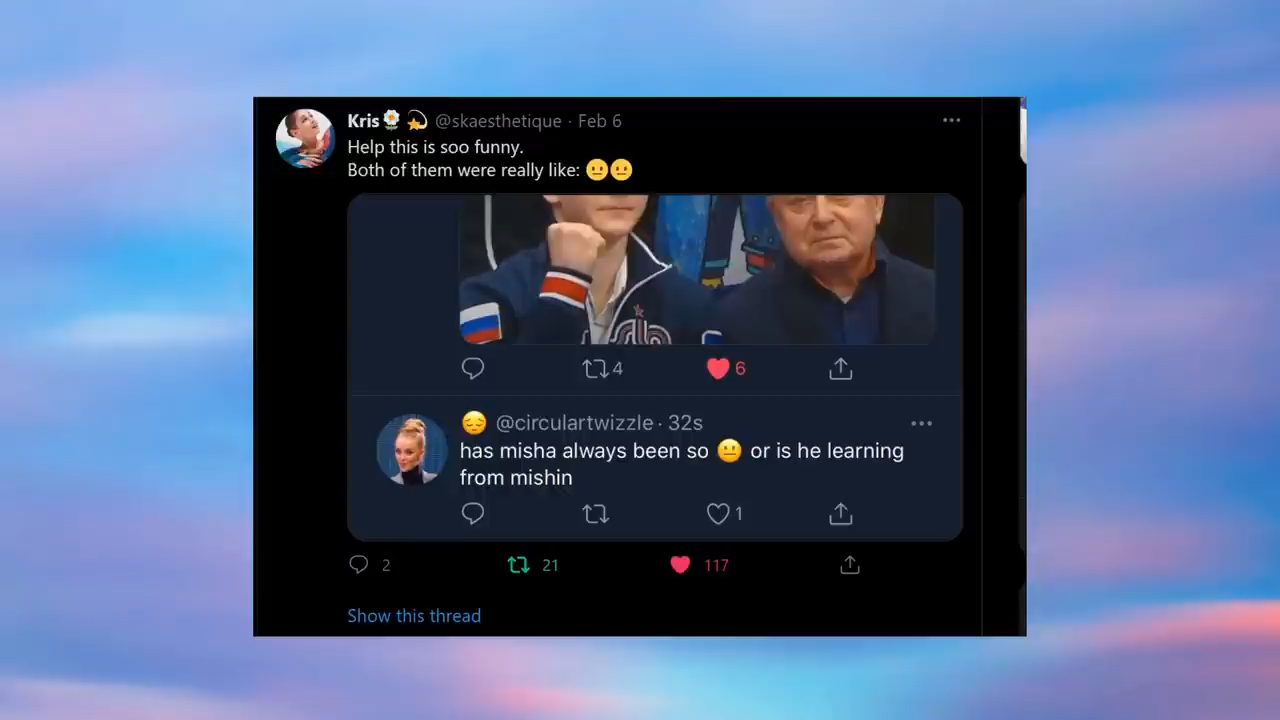 Kris🌼💫 @skaesthetique · Feb 6
Help this is soo funny.
Both of them were really like: 😐😐
4
6
😔 @circulartwizzle · 32s
has misha always been so 😐 or is he learning
from mishin
1
2
21
117
Show this thread